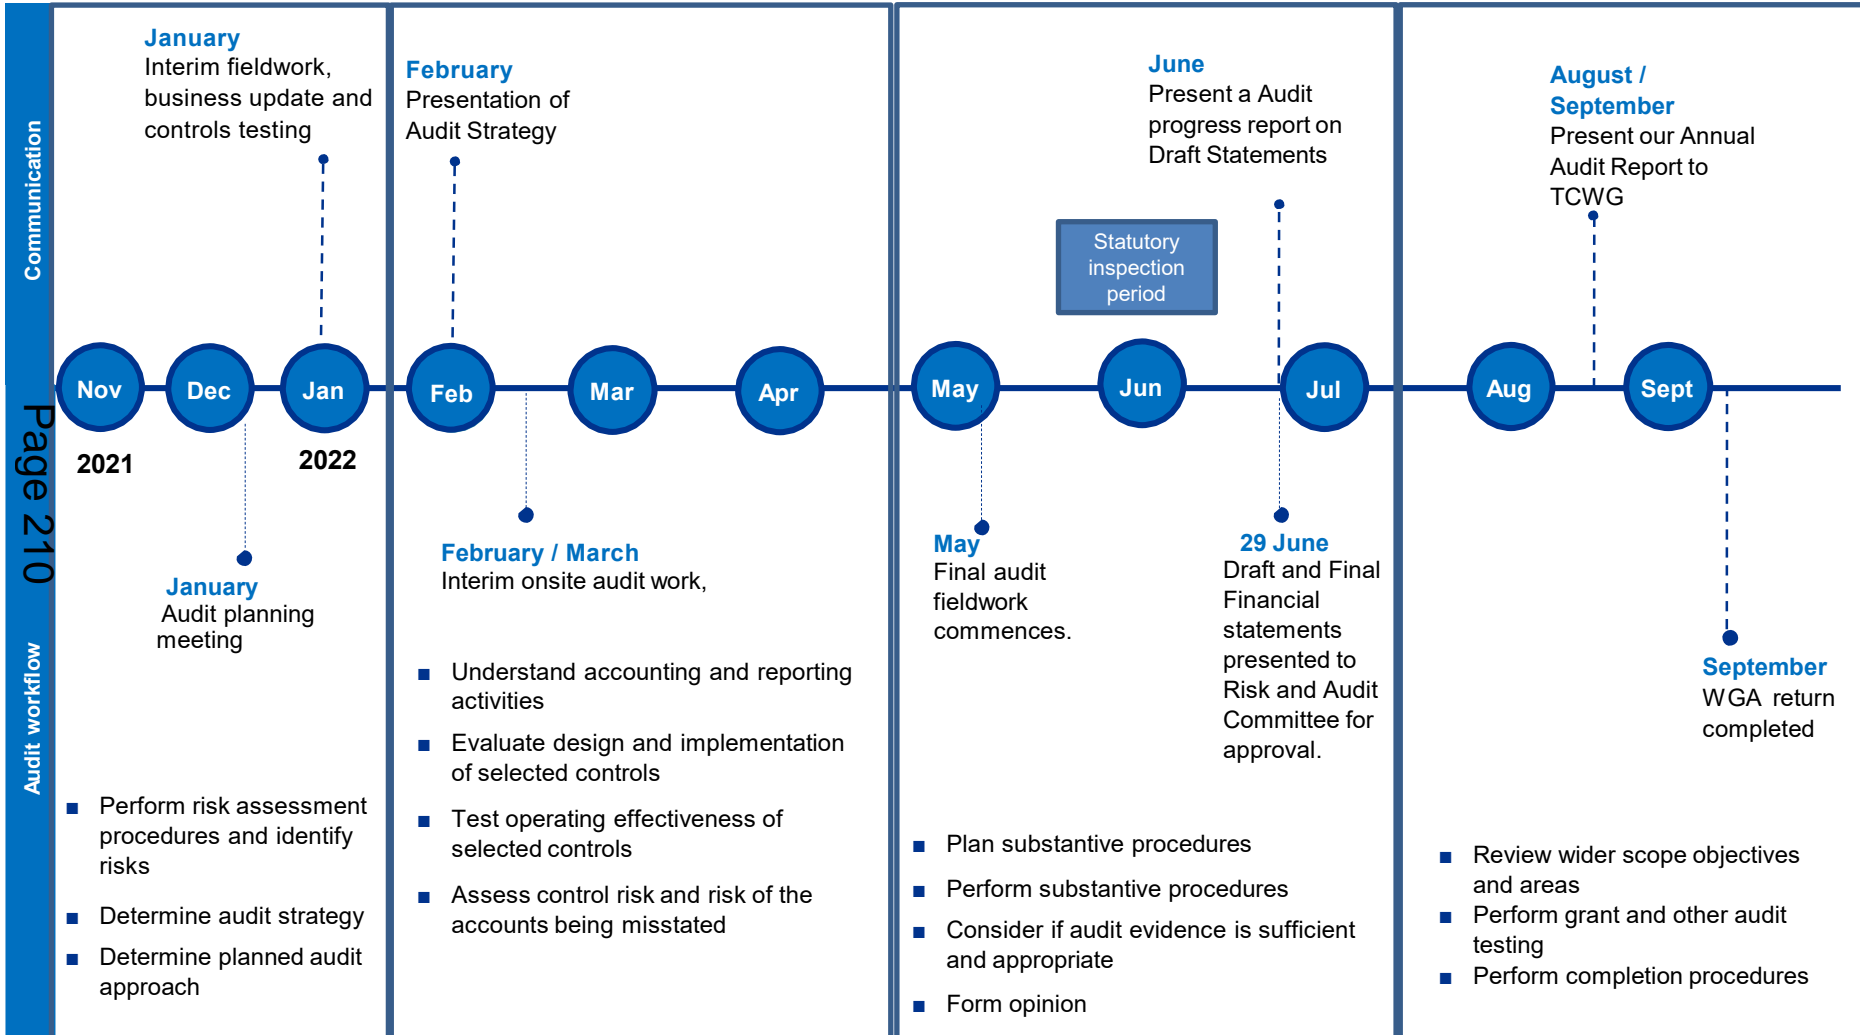 Communication
January
Interim fieldwork,
business update and
controls testing
February
Presentation of
Audit Strategy
June
Present a Audit
progress report on
Draft Statements
August /
September
Present our Annual
Audit Report to
TCWG
Statutory
inspection
period
Nov
Dec
Jan
Feb
Mar
Apr
May
Jun
Jul
Aug
Sept
2021
2022
Page 210
Audit workflow
January
Audit planning
meeting
February / March
Interim onsite audit work,
May
Final audit
fieldwork
commences.
29 June
Draft and Final
Financial
statements
presented to
Risk and Audit
Committee for
approval.
September
WGA return
completed
■ Perform risk assessment
procedures and identify
risks
■ Determine audit strategy
■ Determine planned audit
approach
■ Understand accounting and reporting
activities
■ Evaluate design and implementation
of selected controls
■ Test operating effectiveness of
selected controls
■ Assess control risk and risk of the
accounts being misstated
■ Plan substantive procedures
■ Perform substantive procedures
■ Consider if audit evidence is sufficient
and appropriate
■ Form opinion
■ Review wider scope objectives
and areas
■ Perform grant and other audit
testing
■ Perform completion procedures